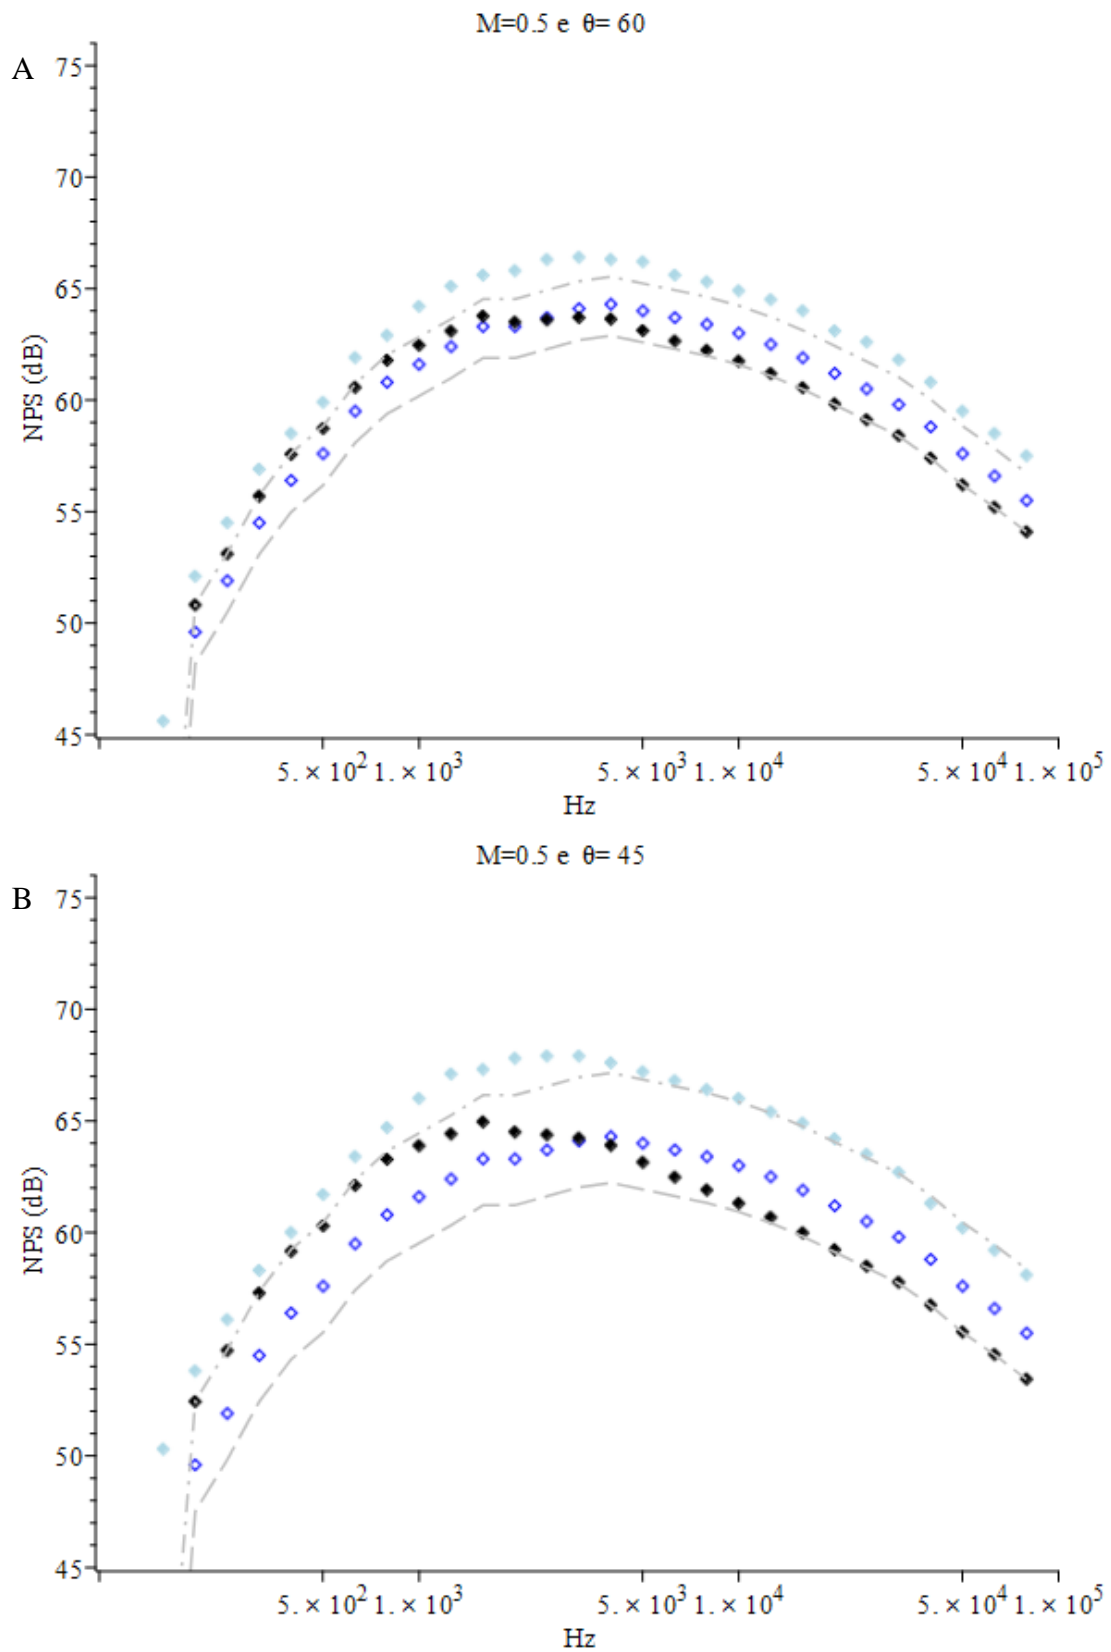 M=0.5 e θ= 60
A
75
70
65
60
55
50
45
NPS (dB)
5. × 10² 1. × 10³ 5. × 10³ 1. × 10⁴ 5. × 10⁴ 1. × 10⁵
Hz
M=0.5 e θ= 45
B
75
70
65
60
55
50
45
NPS (dB)
5. × 10² 1. × 10³ 5. × 10³ 1. × 10⁴ 5. × 10⁴ 1. × 10⁵
Hz